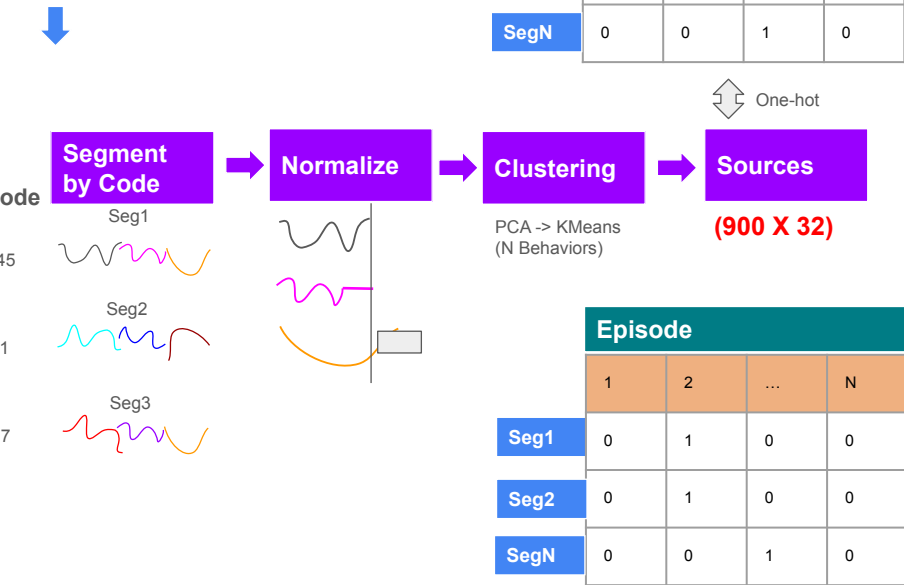 SegN 0 0 1 0
One-hot
Segment
by Code
Normalize
Clustering
Sources
ode
Seg1
PCA -> KMeans
(N Behaviors)
(900 X 32)
45
Seg2
1
Seg3
7
Episode
1 2 ... N
Seg1 0 1 0 0
Seg2 0 1 0 0
SegN 0 0 1 0